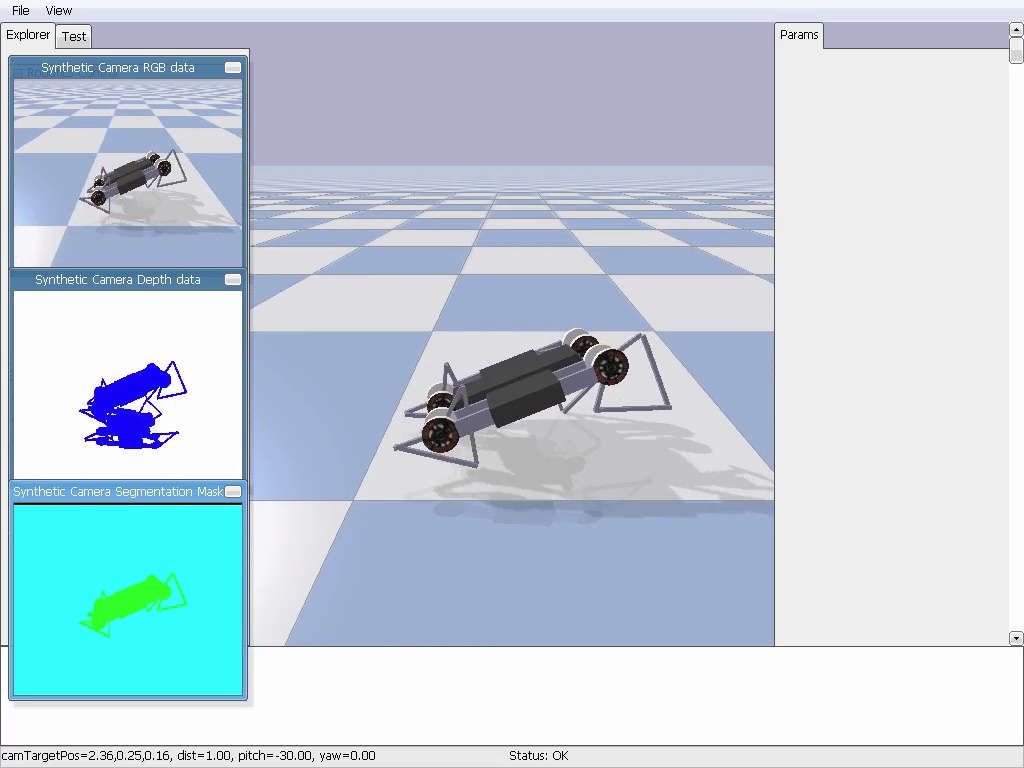 File View
Explorer Test
Params
Synthetic Camera RGB data
Synthetic Camera Depth data
Synthetic Camera Segmentation Mask
camTargetPos=2.36,0.25,0.16, dist=1.00, pitch=-30.00, yaw=0.00
Status: OK